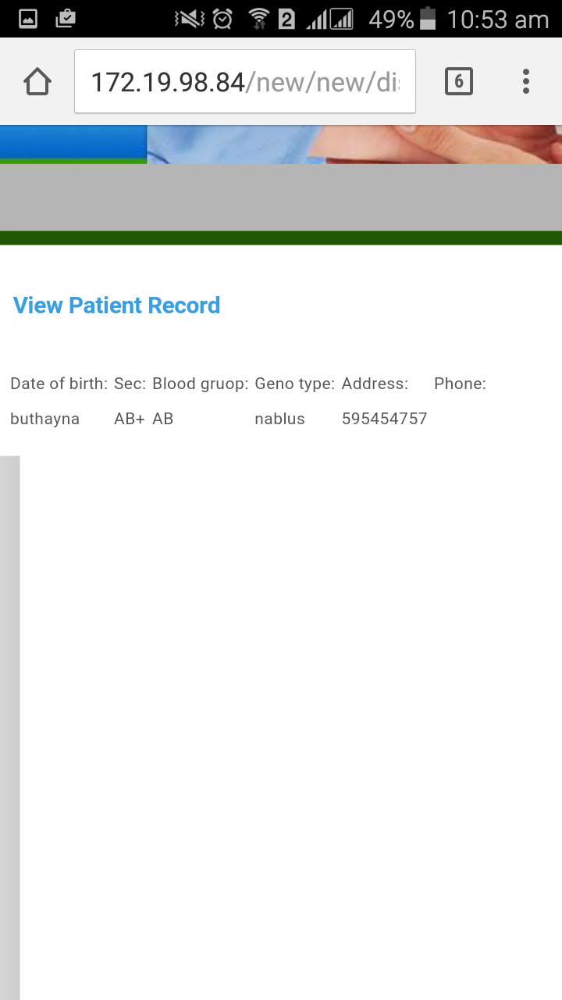 2 49% 10:53 am
172.19.98.84/new/new/di
6
View Patient Record
Date of birth: Sec: Blood gruop: Geno type: Address: Phone:
buthayna AB+ AB nablus 595454757